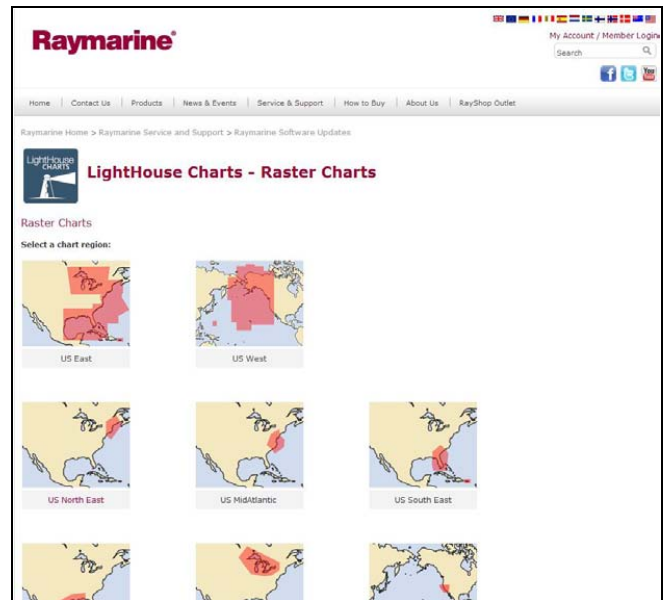 Raymarine®
My Account / Member Login
Search
Home | Contact Us | Products | News & Events | Service & Support | How to Buy | About Us | RayShop Outlet
Raymarine Home > Raymarine Service and Support > Raymarine Software Updates
LightHouse
CHARTS
LightHouse Charts - Raster Charts
Raster Charts
Select a chart region:
US East
US West
US North East
US MidAtlantic
US South East